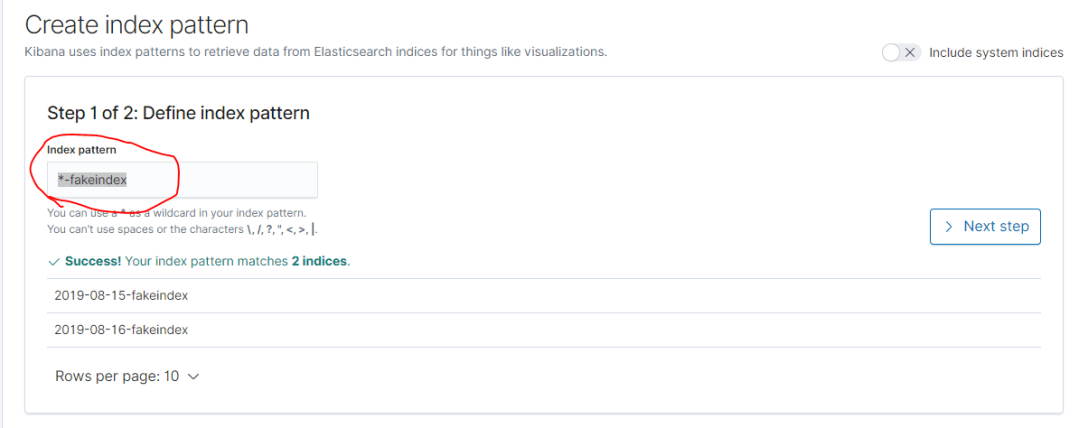 Create index pattern
Kibana uses index patterns to retrieve data from Elasticsearch indices for things like visualizations.
Include system indices
Step 1 of 2: Define index pattern
Index pattern
*-fakeindex
You can use a * as a wildcard in your index pattern.
You can't use spaces or the characters \, /, ?, ", <, >, |.
Next step
Success! Your index pattern matches 2 indices.
2019-08-15-fakeindex
2019-08-16-fakeindex
Rows per page: 10